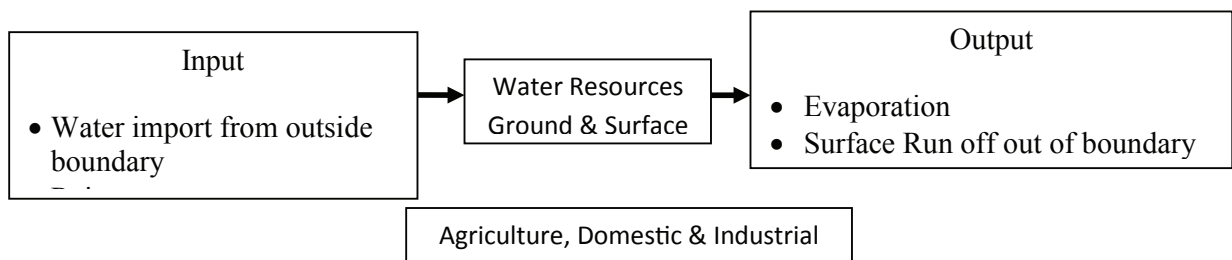 Input
• Water import from outside
boundary
Water Resources
Ground & Surface
Output
• Evaporation
• Surface Run off out of boundary
Agriculture, Domestic & Industrial